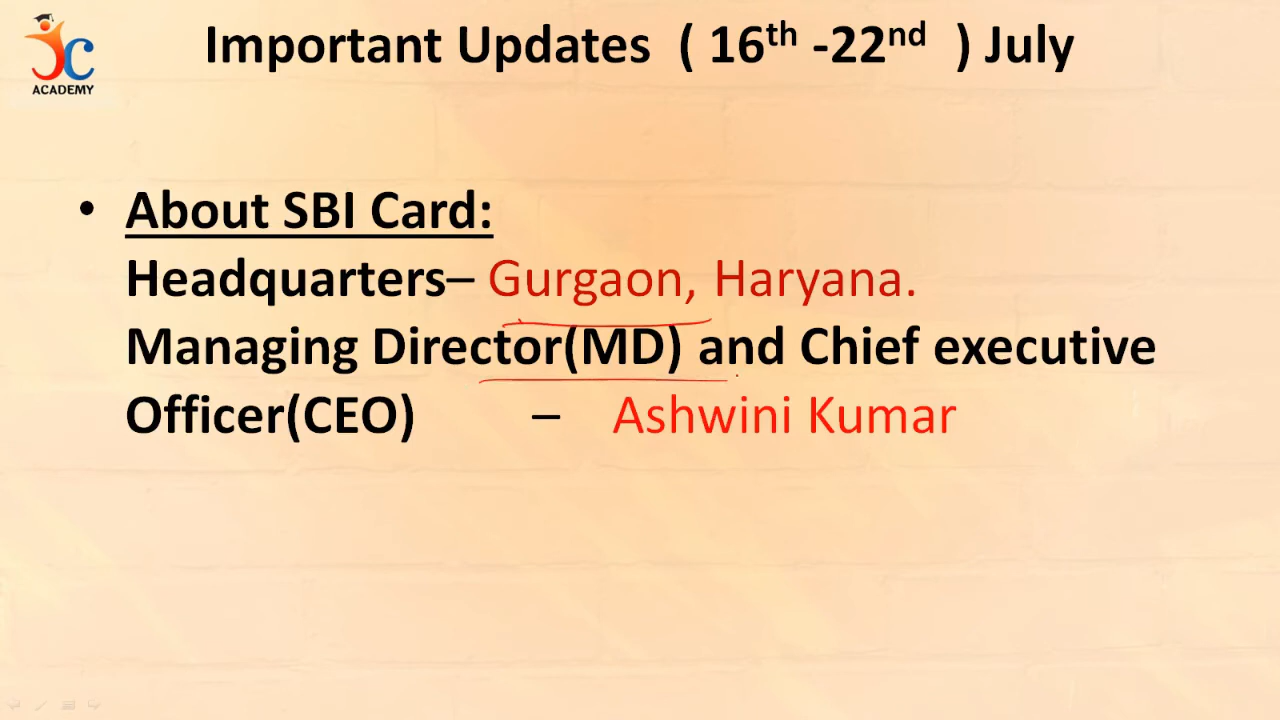 JC
ACADEMY
Important Updates ( 16th -22nd ) July
• About SBI Card:
Headquarters– Gurgaon, Haryana.
Managing Director(MD) and Chief executive
Officer(CEO) – Ashwini Kumar